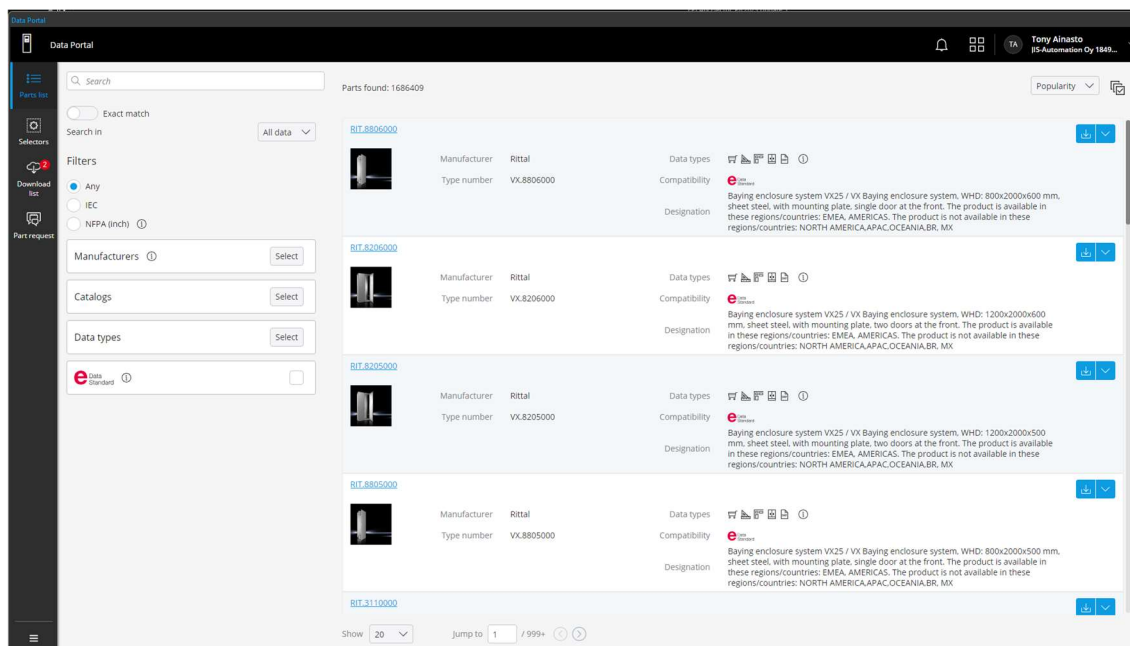 Data Portal
Data Portal
TA
Tony Ainasto
JIS-Automation Oy 1849...
Parts list
Selectors
2
Download
list
Part request
Search
Exact match
Search in
All data
Filters
Any
IEC
NFPA (inch)
Manufacturers
Select
Catalogs
Select
Data types
Select
e Data
Standard
Parts found: 1686409
Popularity
RIT.8806000
Manufacturer Rittal
Type number VX.8806000
Data types
Compatibility
e Data
Standard
Designation
Baying enclosure system VX25 / VX Baying enclosure system, WHD: 800x2000x600 mm,
sheet steel, with mounting plate, single door at the front. The product is available in
these regions/countries: EMEA, AMERICAS. The product is not available in these
regions/countries: NORTH AMERICA,APAC,OCEANIA,BR, MX
RIT.8206000
Manufacturer Rittal
Type number VX.8206000
Data types
Compatibility
e Data
Standard
Designation
Baying enclosure system VX25 / VX Baying enclosure system, WHD: 1200x2000x600
mm, sheet steel, with mounting plate, two doors at the front. The product is available
in these regions/countries: EMEA, AMERICAS. The product is not available in these
regions/countries: NORTH AMERICA,APAC,OCEANIA,BR, MX
RIT.8205000
Manufacturer Rittal
Type number VX.8205000
Data types
Compatibility
e Data
Standard
Designation
Baying enclosure system VX25 / VX Baying enclosure system, WHD: 1200x2000x500
mm, sheet steel, with mounting plate, two doors at the front. The product is available
in these regions/countries: EMEA, AMERICAS. The product is not available in these
regions/countries: NORTH AMERICA,APAC,OCEANIA,BR, MX
RIT.8805000
Manufacturer Rittal
Type number VX.8805000
Data types
Compatibility
e Data
Standard
Designation
Baying enclosure system VX25 / VX Baying enclosure system, WHD: 800x2000x500 mm,
sheet steel, with mounting plate, single door at the front. The product is available in
these regions/countries: EMEA, AMERICAS. The product is not available in these
regions/countries: NORTH AMERICA,APAC,OCEANIA,BR, MX
RIT.3110000
Show 20 Jump to 1 / 999+